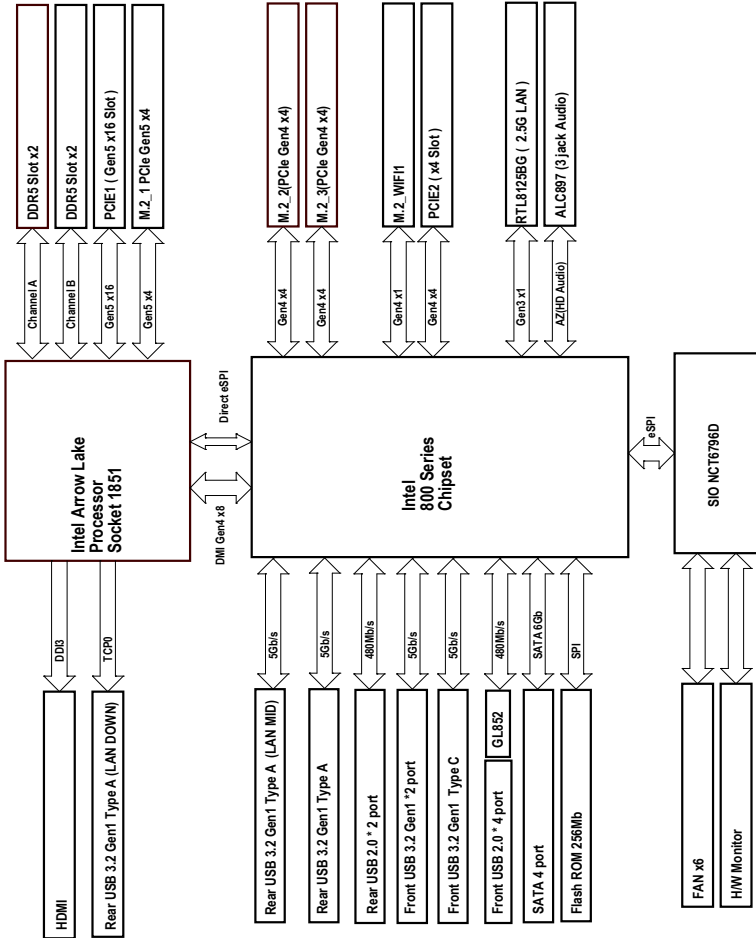 HDMI
Rear USB 3.2 Gen1 Type A (LAN DOWN)
DDI3
TCP0
Intel Arrow Lake
Processor
Socket 1851
Channel A
Channel B
Gen5 x16
Gen5 x4
DDR5 Slot x2
DDR5 Slot x2
PCIE1 ( Gen5 x16 Slot )
M.2_1 PCIe Gen5 x4
DMI Gen4 x8
Direct eSPI
Rear USB 3.2 Gen1 Type A (LAN MID)
Rear USB 3.2 Gen1 Type A
Rear USB 2.0 * 2 port
Front USB 3.2 Gen1 *2 port
Front USB 3.2 Gen1 Type C
Front USB 2.0 * 4 port
GL852
SATA 4 port
Flash ROM 256Mb
5Gb/s
5Gb/s
480Mb/s
5Gb/s
5Gb/s
480Mb/s
SATA 6Gb
SPI
Intel
800 Series
Chipset
Gen4 x4
Gen4 x4
Gen4 x1
Gen4 x4
Gen3 x1
AZ(HD Audio)
M.2_2(PCIe Gen4 x4)
M.2_3(PCIe Gen4 x4)
M.2_WIFI1
PCIE2 ( x4 Slot )
RTL8125BG ( 2.5G LAN )
ALC897 (3 jack Audio)
eSPI
FAN x6
H/W Monitor
SIO NCT6796D